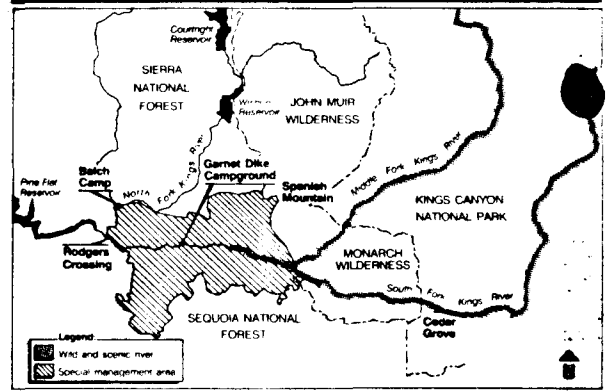 Courtright
Reservoir
SIERRA
NATIONAL
FOREST
JOHN MUIR
WILDERNESS
Reservoir
Balch
Camp
Garnet Dike
Campground
North Fork Kings River
Pine Flat
Reservoir
Spanish
Mountain
Middle Fork Kings River
KINGS CANYON
NATIONAL PARK
Rodgers
Crossing
MONARCH
WILDERNESS
South Fork Kings River
SEQUOIA NATIONAL
FOREST
Cedar
Grove
Legend
Wild and scenic river
Special management area